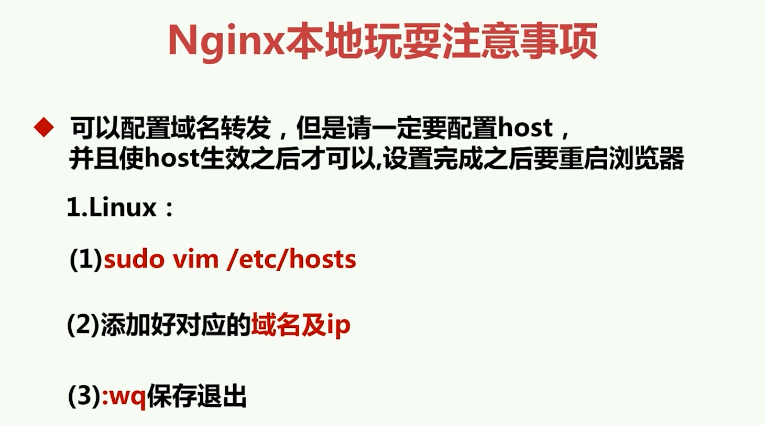 Nginx本地玩耍注意事项
可以配置域名转发，但是请一定要配置host，
并且使host生效之后才可以,设置完成之后要重启浏览器
1.Linux：
(1)sudo vim /etc/hosts
(2)添加好对应的域名及ip
(3):wq保存退出